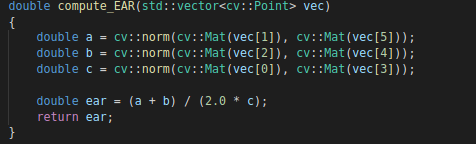 double compute_EAR(std::vector<cv::Point> vec)
{
    double a = cv::norm(cv::Mat(vec[1]), cv::Mat(vec[5]));
    double b = cv::norm(cv::Mat(vec[2]), cv::Mat(vec[4]));
    double c = cv::norm(cv::Mat(vec[0]), cv::Mat(vec[3]));

    double ear = (a + b) / (2.0 * c);
    return ear;
}